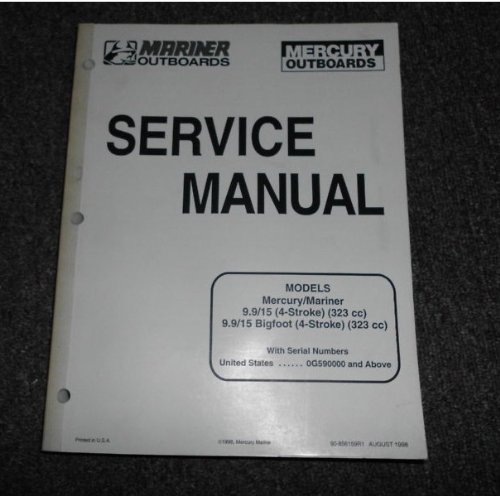 MARINER
OUTBOARDS
MERCURY
OUTBOARDS
SERVICE
MANUAL
MODELS
Mercury/Mariner
9.9/15 (4-Stroke) (323 cc)
9.9/15 Bigfoot (4-Stroke) (323 cc)
With Serial Numbers
United States ...... 0G590000 and Above
Printed in U.S.A.
©1998, Mercury Marine
90-856159R1 AUGUST 1998